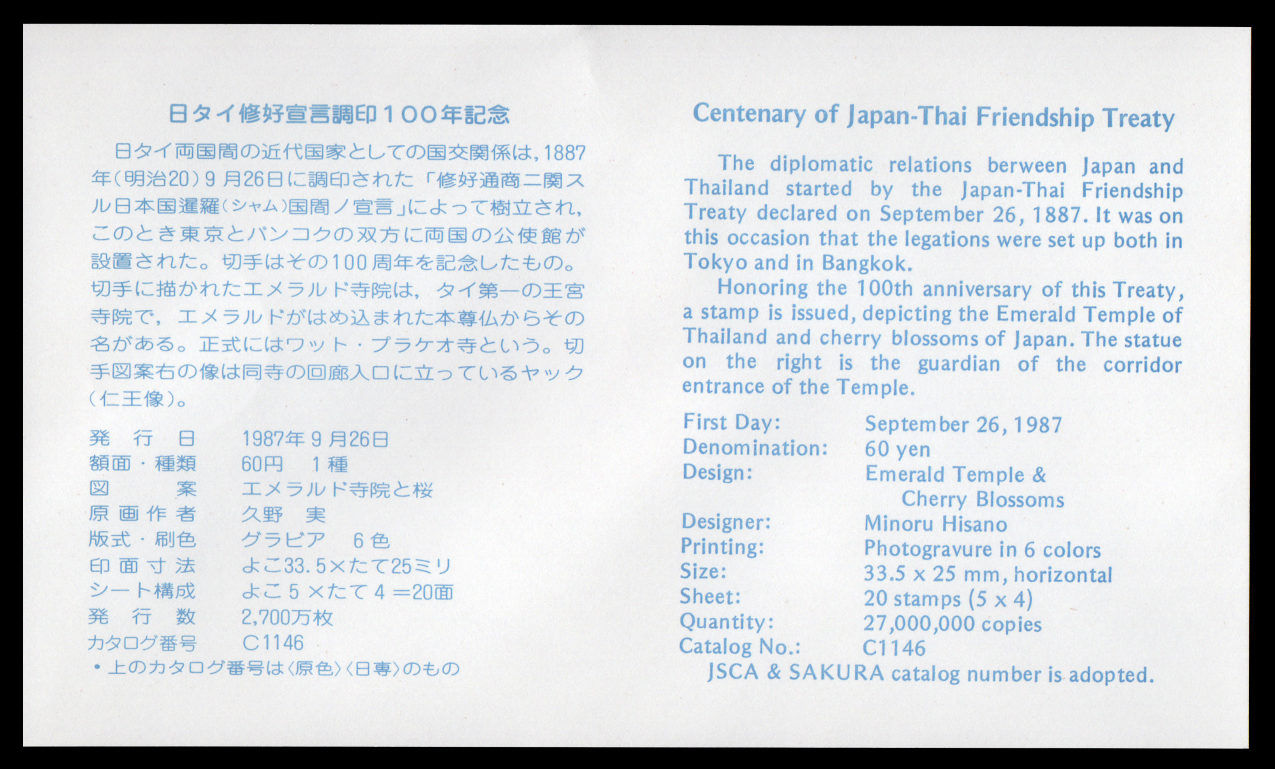 日タイ修好宣言調印100年記念
日タイ両国間の近代国家としての国交関係は,1887
年(明治20)9月26日に調印された「修好通商ニ関ス
ル日本国暹羅(シャム)国間ノ宣言」によって樹立され,
このとき東京とバンコクの双方に両国の公使館が
設置された。切手はその100周年を記念したもの。
切手に描かれたエメラルド寺院は，タイ第一の王宮
寺院で，エメラルドがはめ込まれた本尊仏からその
名がある。正式にはワット・プラケオ寺という。切
手図案右の像は同寺の回廊入口に立っているヤック
(仁王像)。
発行日 1987年9月26日
額面・種類 60円 1種
図案 エメラルド寺院と桜
原画作者 久野 実
版式・刷色 グラビア 6色
印面寸法 よこ33.5×たて25ミリ
シート構成 よこ5×たて4=20面
発行数 2,700万枚
カタログ番号 C1146
•上のカタログ番号は〈原色〉〈日専〉のもの
Centenary of Japan-Thai Friendship Treaty
The diplomatic relations berween Japan and
Thailand started by the Japan-Thai Friendship
Treaty declared on September 26, 1887. It was on
this occasion that the legations were set up both in
Tokyo and in Bangkok.
Honoring the 100th anniversary of this Treaty,
a stamp is issued, depicting the Emerald Temple of
Thailand and cherry blossoms of Japan. The statue
on the right is the guardian of the corridor
entrance of the Temple.
First Day: September 26, 1987
Denomination: 60 yen
Design: Emerald Temple &
Cherry Blossoms
Designer: Minoru Hisano
Printing: Photogravure in 6 colors
Size: 33.5 x 25 mm, horizontal
Sheet: 20 stamps (5 x 4)
Quantity: 27,000,000 copies
Catalog No.: C1146
JSCA & SAKURA catalog number is adopted.